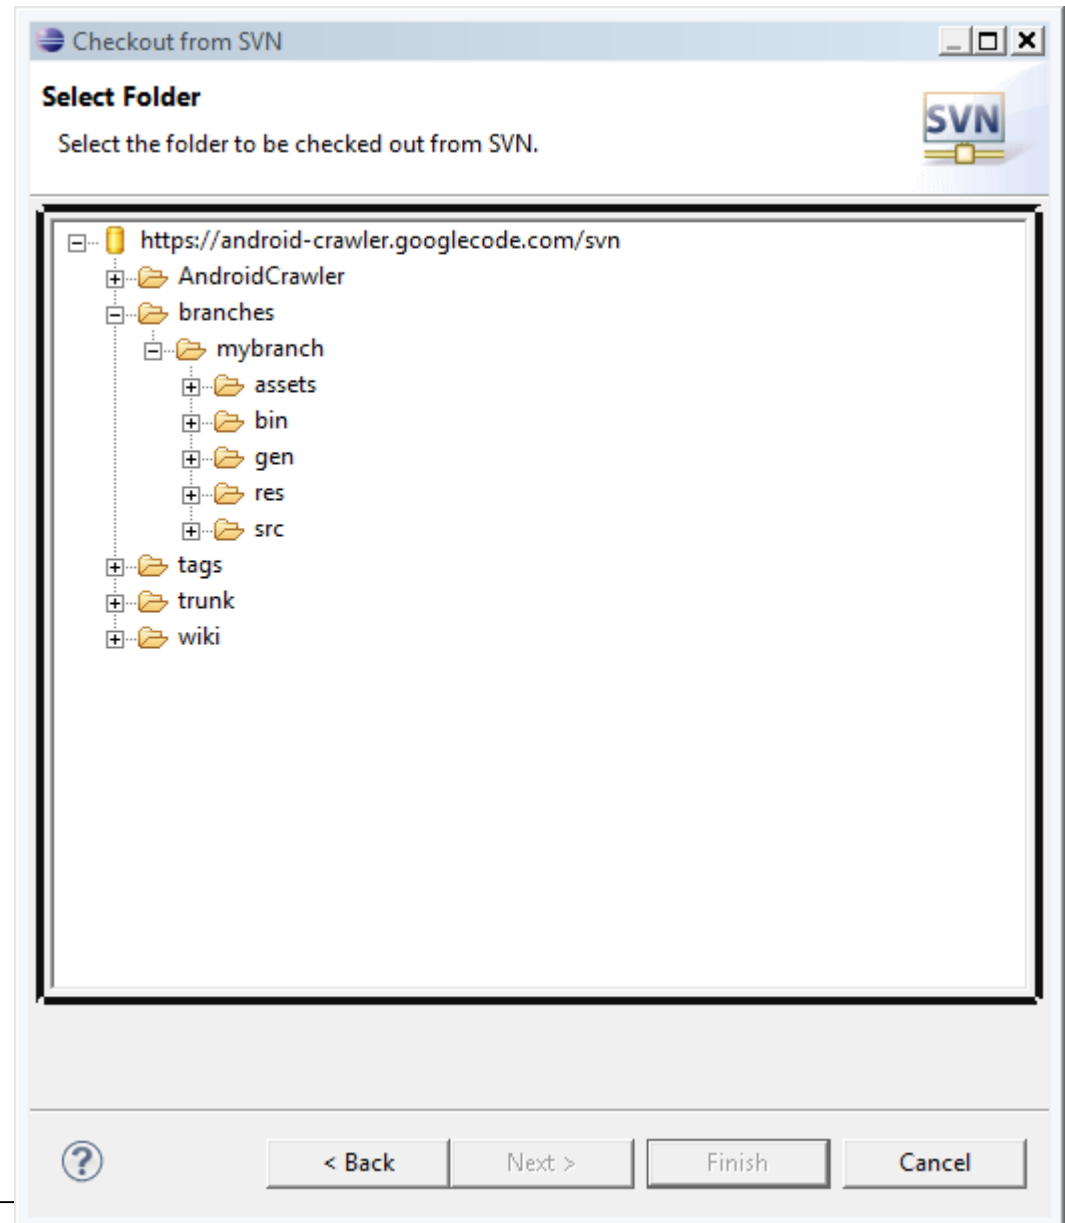 Checkout from SVN
Select Folder
Select the folder to be checked out from SVN.
SVN
https://android-crawler.googlecode.com/svn
AndroidCrawler
branches
mybranch
assets
bin
gen
res
src
tags
trunk
wiki
?
< Back Next > Finish Cancel